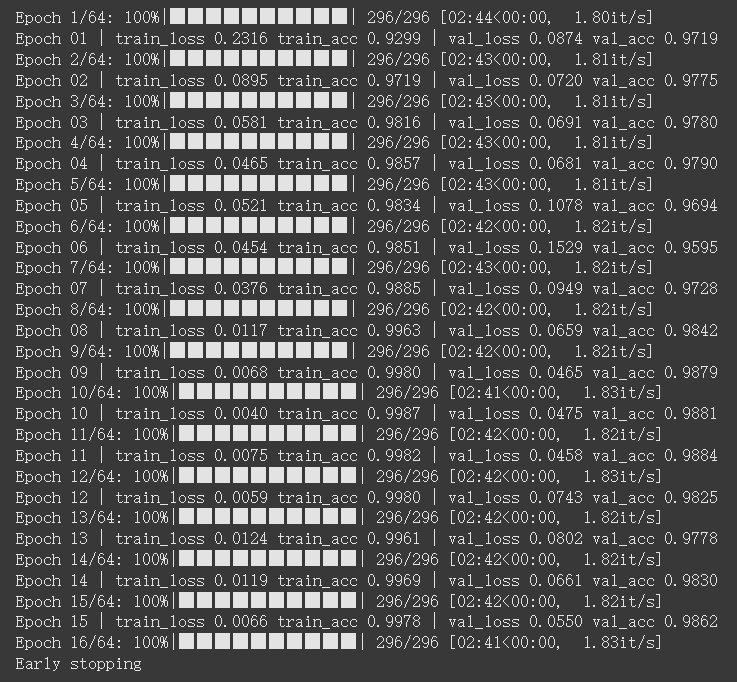 Epoch 1/64: 100%|██████████| 296/296 [02:44<00:00,  1.80it/s]
Epoch 01 | train_loss 0.2316 train_acc 0.9299 | val_loss 0.0874 val_acc 0.9719
Epoch 2/64: 100%|██████████| 296/296 [02:43<00:00,  1.81it/s]
Epoch 02 | train_loss 0.0895 train_acc 0.9719 | val_loss 0.0720 val_acc 0.9775
Epoch 3/64: 100%|██████████| 296/296 [02:43<00:00,  1.81it/s]
Epoch 03 | train_loss 0.0581 train_acc 0.9816 | val_loss 0.0691 val_acc 0.9780
Epoch 4/64: 100%|██████████| 296/296 [02:43<00:00,  1.81it/s]
Epoch 04 | train_loss 0.0465 train_acc 0.9857 | val_loss 0.0681 val_acc 0.9790
Epoch 5/64: 100%|██████████| 296/296 [02:43<00:00,  1.81it/s]
Epoch 05 | train_loss 0.0521 train_acc 0.9834 | val_loss 0.1078 val_acc 0.9694
Epoch 6/64: 100%|██████████| 296/296 [02:42<00:00,  1.82it/s]
Epoch 06 | train_loss 0.0454 train_acc 0.9851 | val_loss 0.1529 val_acc 0.9595
Epoch 7/64: 100%|██████████| 296/296 [02:43<00:00,  1.82it/s]
Epoch 07 | train_loss 0.0376 train_acc 0.9885 | val_loss 0.0949 val_acc 0.9728
Epoch 8/64: 100%|██████████| 296/296 [02:42<00:00,  1.82it/s]
Epoch 08 | train_loss 0.0117 train_acc 0.9963 | val_loss 0.0659 val_acc 0.9842
Epoch 9/64: 100%|██████████| 296/296 [02:42<00:00,  1.82it/s]
Epoch 09 | train_loss 0.0068 train_acc 0.9980 | val_loss 0.0465 val_acc 0.9879
Epoch 10/64: 100%|██████████| 296/296 [02:41<00:00,  1.83it/s]
Epoch 10 | train_loss 0.0040 train_acc 0.9987 | val_loss 0.0475 val_acc 0.9881
Epoch 11/64: 100%|██████████| 296/296 [02:42<00:00,  1.82it/s]
Epoch 11 | train_loss 0.0075 train_acc 0.9982 | val_loss 0.0458 val_acc 0.9884
Epoch 12/64: 100%|██████████| 296/296 [02:42<00:00,  1.83it/s]
Epoch 12 | train_loss 0.0059 train_acc 0.9980 | val_loss 0.0743 val_acc 0.9825
Epoch 13/64: 100%|██████████| 296/296 [02:42<00:00,  1.82it/s]
Epoch 13 | train_loss 0.0124 train_acc 0.9961 | val_loss 0.0802 val_acc 0.9778
Epoch 14/64: 100%|██████████| 296/296 [02:42<00:00,  1.82it/s]
Epoch 14 | train_loss 0.0119 train_acc 0.9969 | val_loss 0.0661 val_acc 0.9830
Epoch 15/64: 100%|██████████| 296/296 [02:42<00:00,  1.82it/s]
Epoch 15 | train_loss 0.0066 train_acc 0.9978 | val_loss 0.0550 val_acc 0.9862
Epoch 16/64: 100%|██████████| 296/296 [02:41<00:00,  1.83it/s]
Early stopping